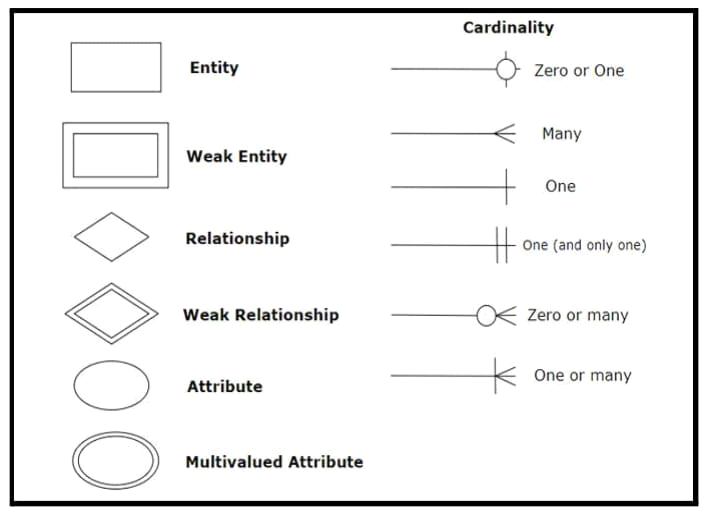 Cardinality
Entity
Zero or One
Many
Weak Entity
One
Relationship
One (and only one)
Weak Relationship
Zero or many
One or many
Attribute
Multivalued Attribute